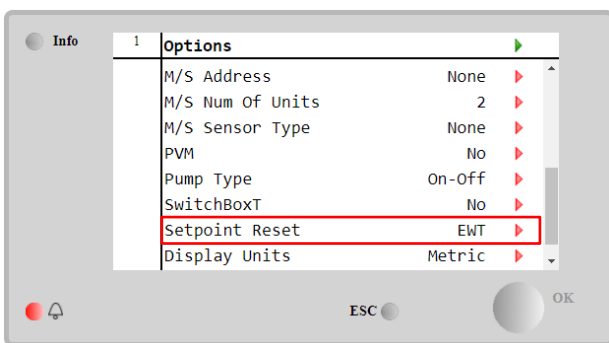 Info
1 Options
M/S Address None
M/S Num Of Units 2
M/S Sensor Type None
PVM No
Pump Type On-Off
SwitchBoxT No
Setpoint Reset EWT
Display Units Metric
ESC
OK